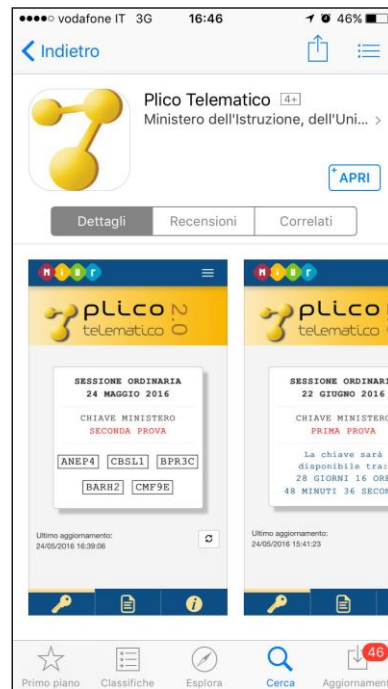 vodafone IT 3G 16:46 46%
Indietro
Plico Telematico 4+
Ministero dell'Istruzione, dell'Uni... >
+ APRI
Dettagli Recensioni Correlati
MIUR
plico 2.0
telematico
SESSIONE ORDINARIA
24 MAGGIO 2016
CHIAVE MINISTERO
SECONDA PROVA
ANEP4 CBSL1 BPR3C
BARH2 CMF9E
Ultimo aggiornamento:
24/05/2016 16:39:06
MIUR
plico
telematico
SESSIONE ORDINARI
22 GIUGNO 2016
CHIAVE MINISTERO
PRIMA PROVA
La chiave sarà
disponibile tra:
28 GIORNI 16 ORE
48 MINUTI 36 SECON
Ultimo aggiornamento:
24/05/2016 15:41:23
46
Primo piano Classifiche Esplora Cerca Aggiornament